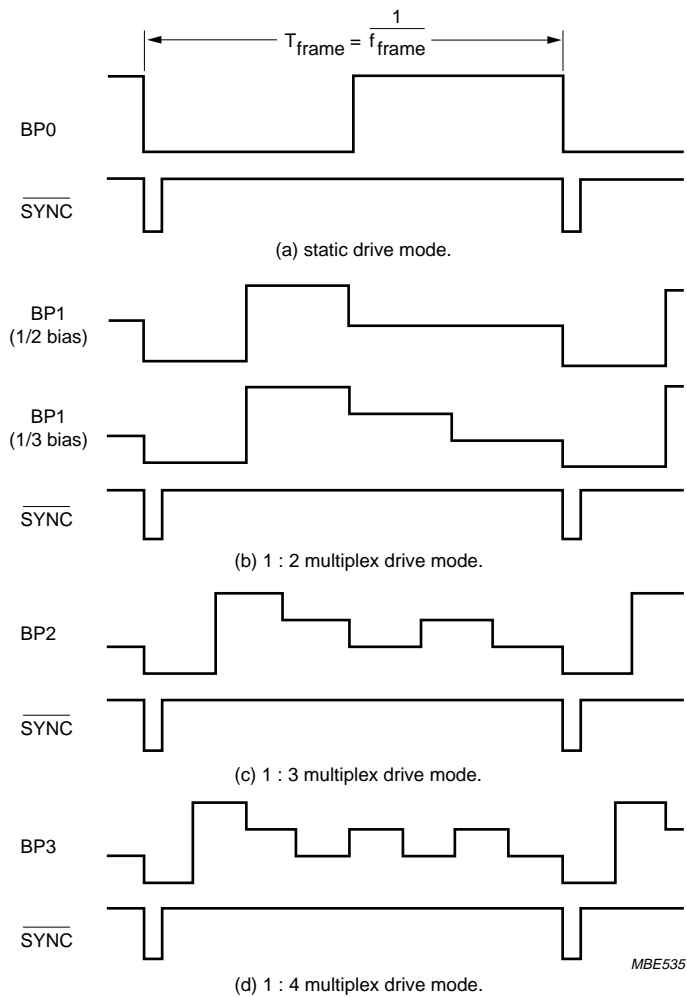 T_frame = 1 / f_frame
BP0
SYNC
(a) static drive mode.
BP1
(1/2 bias)
BP1
(1/3 bias)
SYNC
(b) 1 : 2 multiplex drive mode.
BP2
SYNC
(c) 1 : 3 multiplex drive mode.
BP3
SYNC
MBE535
(d) 1 : 4 multiplex drive mode.